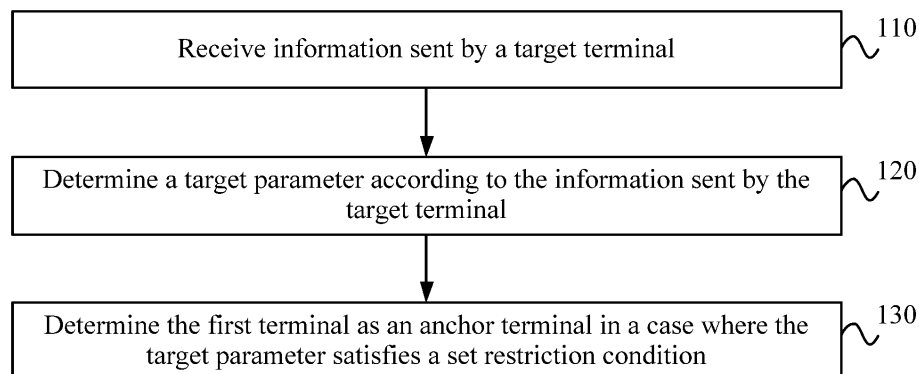 Receive information sent by a target terminal
110
Determine a target parameter according to the information sent by the
target terminal
120
Determine the first terminal as an anchor terminal in a case where the
target parameter satisfies a set restriction condition
130